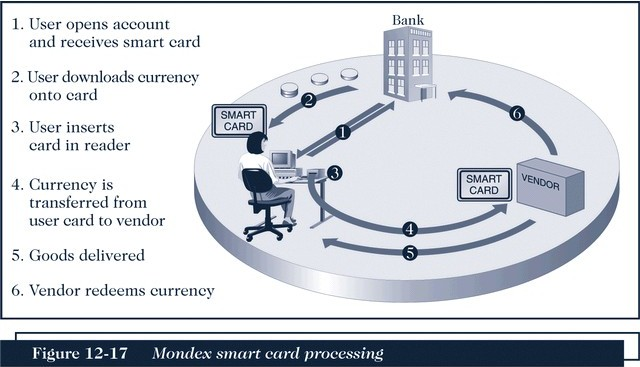 1. User opens account
and receives smart card
2. User downloads currency
onto card
3. User inserts
card in reader
4. Currency is
transferred from
user card to vendor
5. Goods delivered
6. Vendor redeems currency
Bank
2
SMART
CARD
1
6
3
SMART
CARD
VENDOR
4
5
Figure 12-17 Mondex smart card processing